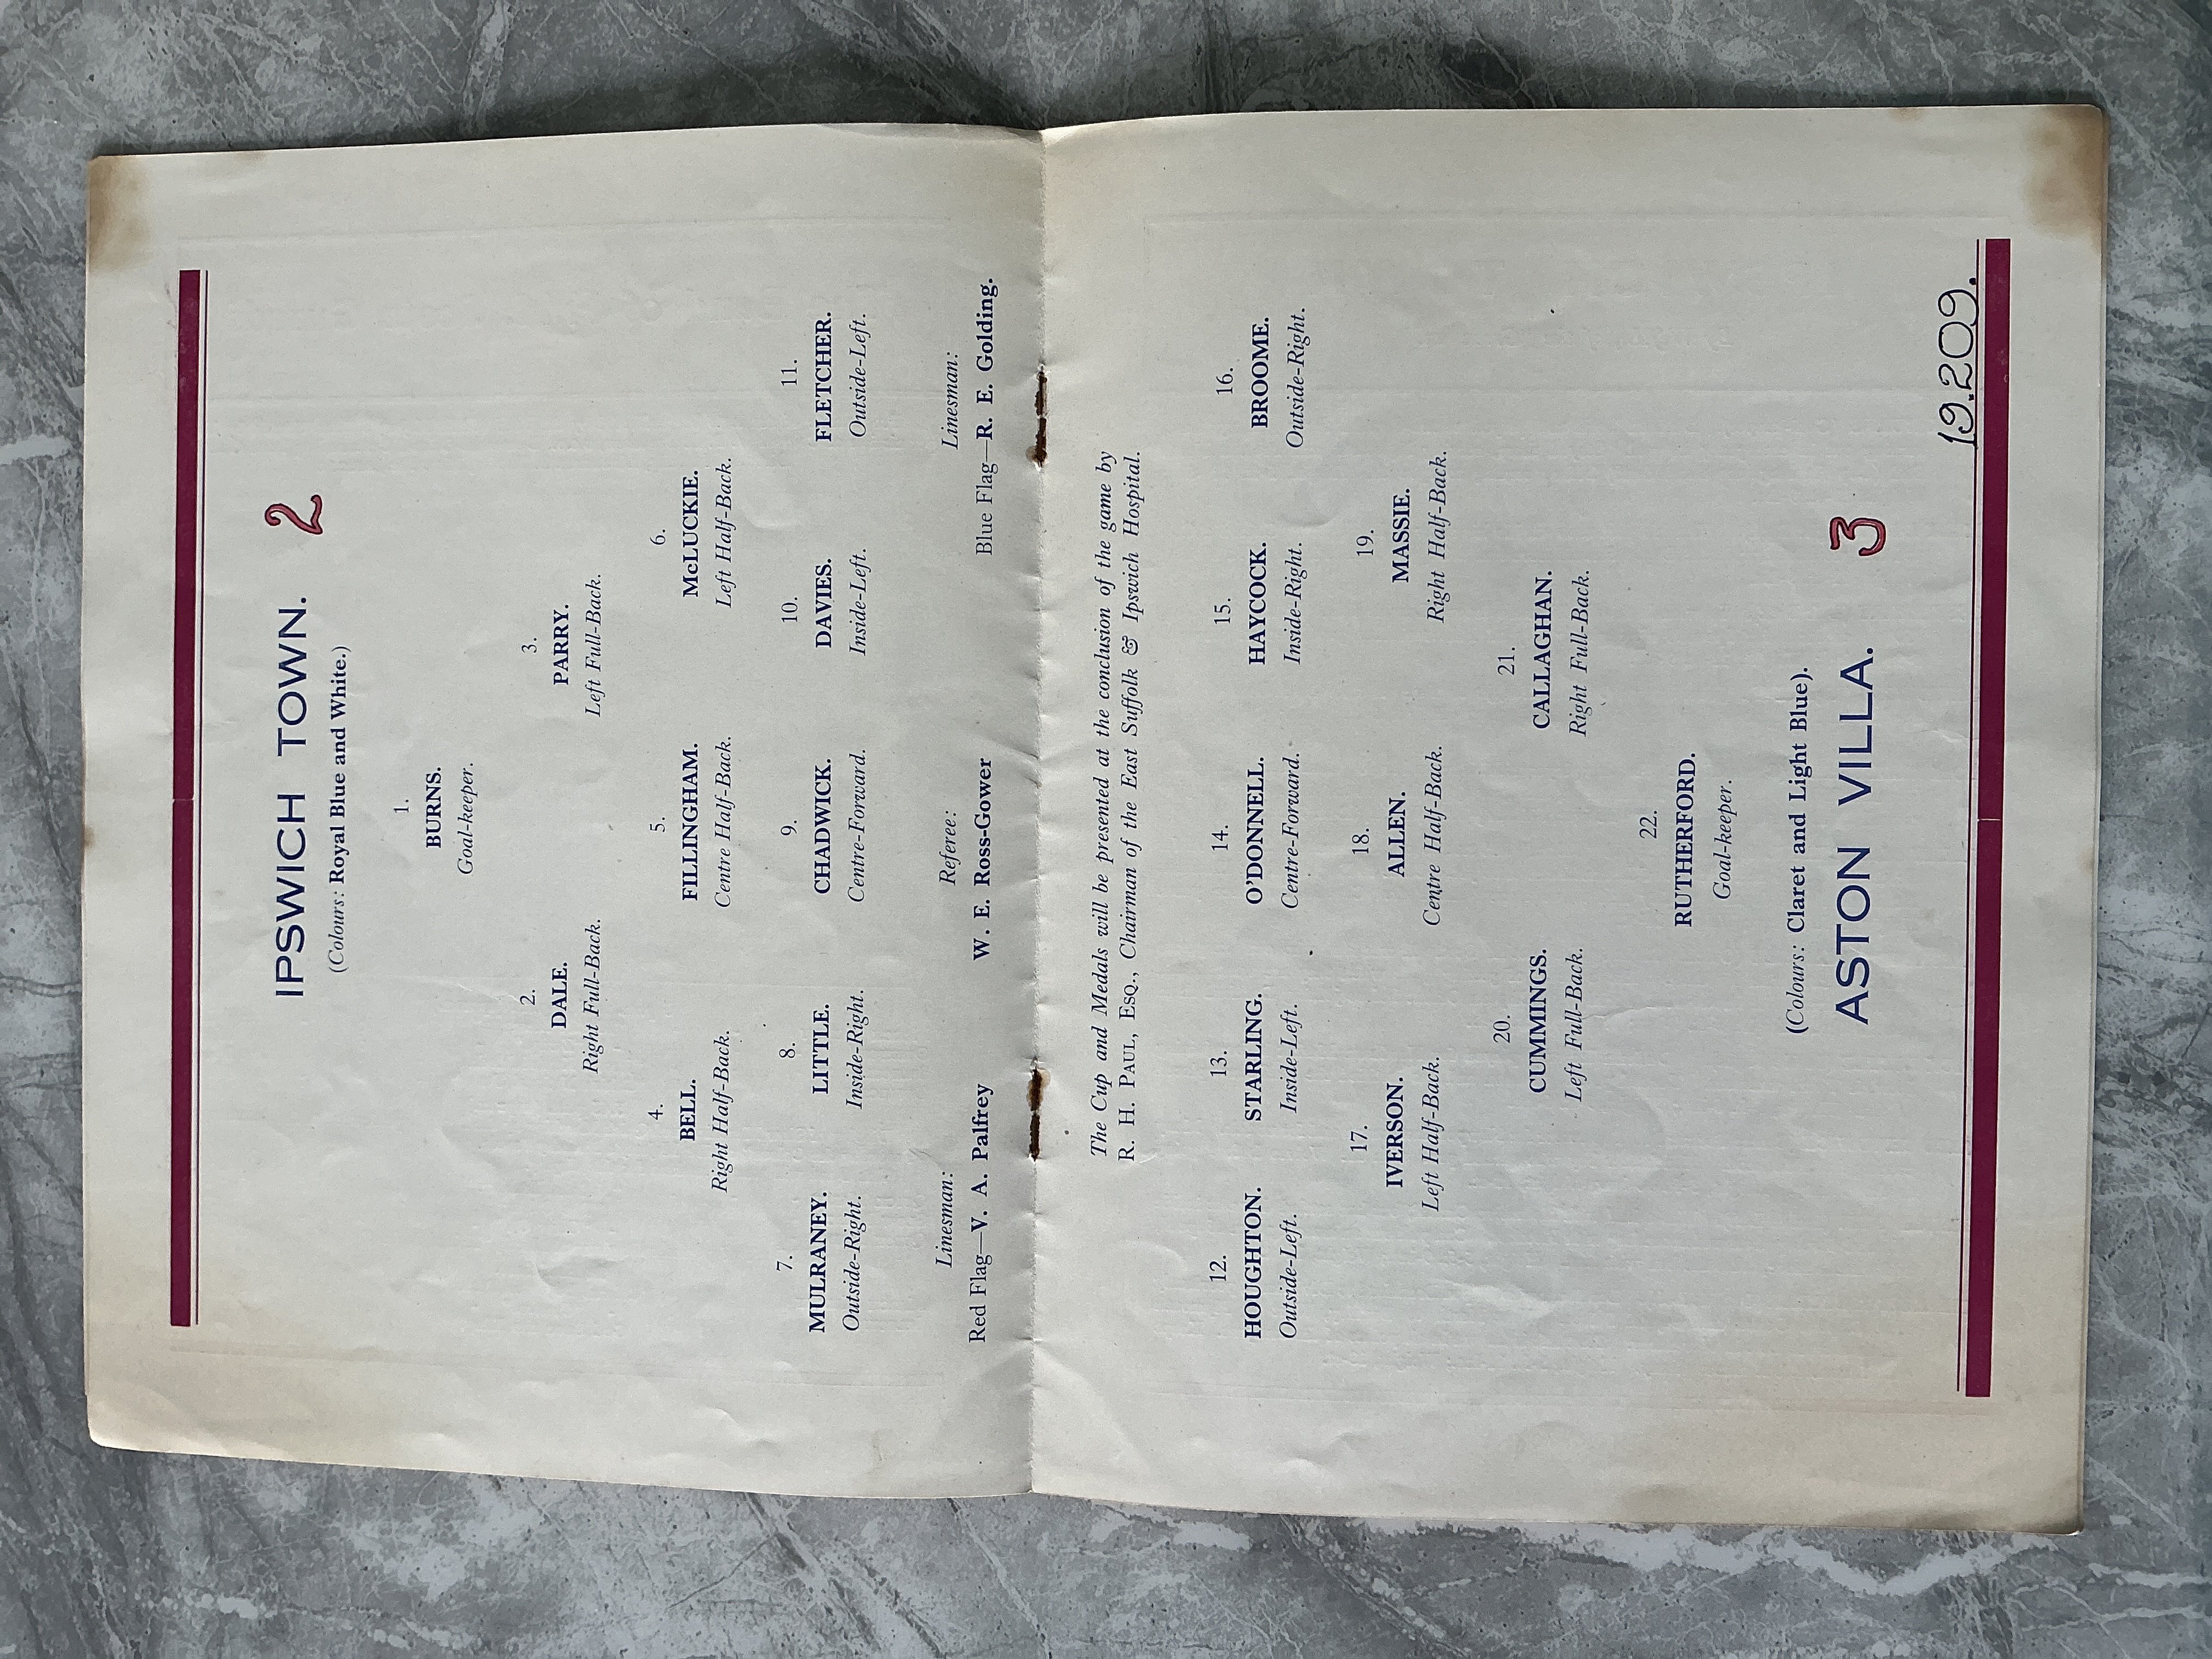 IPSWICH TOWN. 2
(Colours: Royal Blue and White.)
1.
BURNS.
Goal-keeper.
2. 3.
DALE. PARRY.
Right Full-Back. Left Full-Back.
4. 5. 6.
BELL. FILLINGHAM. McLUCKIE.
Right Half-Back. Centre Half-Back. Left Half-Back.
7. 8. 9. 10. 11.
MULRANEY. LITTLE. CHADWICK. DAVIES. FLETCHER.
Outside-Right. Inside-Right. Centre-Forward. Inside-Left. Outside-Left.
Linesman: Referee: Linesman:
Red Flag—V. A. Palfrey W. E. Ross-Gower Blue Flag—R. E. Golding.
The Cup and Medals will be presented at the conclusion of the game by
R. H. PAUL, ESQ., Chairman of the East Suffolk & Ipswich Hospital.
12. 13. 14. 15. 16.
HOUGHTON. STARLING. O'DONNELL. HAYCOCK. BROOME.
Outside-Left. Inside-Left. Centre-Forward. Inside-Right. Outside-Right.
17. 18. 19.
IVERSON. ALLEN. MASSIE.
Left Half-Back. Centre Half-Back. Right Half-Back.
20. 21.
CUMMINGS. CALLAGHAN.
Left Full-Back. Right Full-Back.
22.
RUTHERFORD.
Goal-keeper.
(Colours: Claret and Light Blue).
ASTON VILLA. 3
19.209.